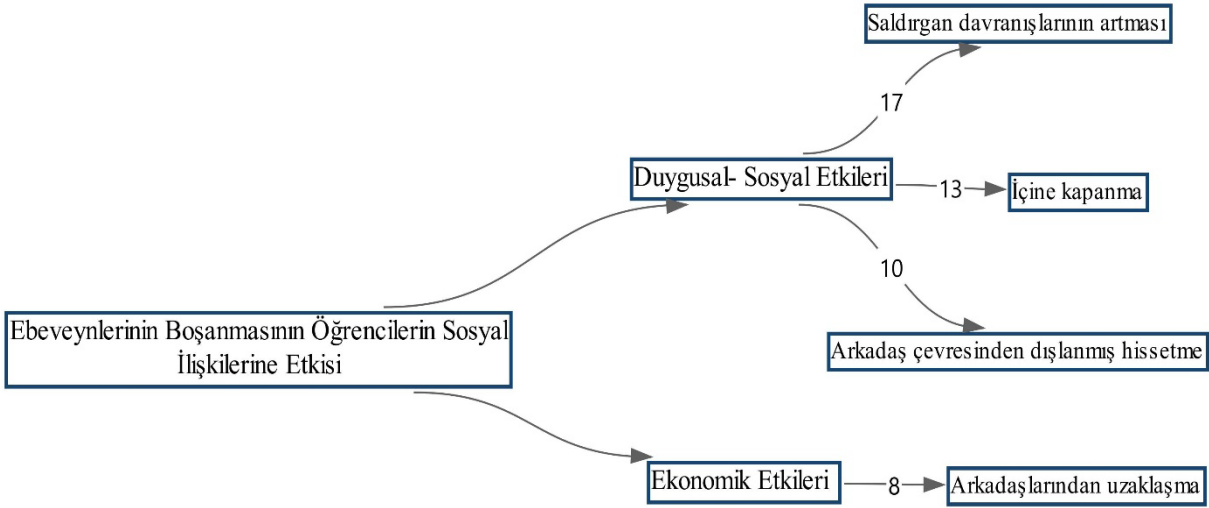 Saldırgan davranışlarının artması
17
Duygusal- Sosyal Etkileri
13
İçine kapanma
10
Ebeveynlerinin Boşanmasının Öğrencilerin Sosyal
İlişkilerine Etkisi
Arkadaş çevresinden dışlanmış hissetme
Ekonomik Etkileri
8
Arkadaşlarından uzaklaşma